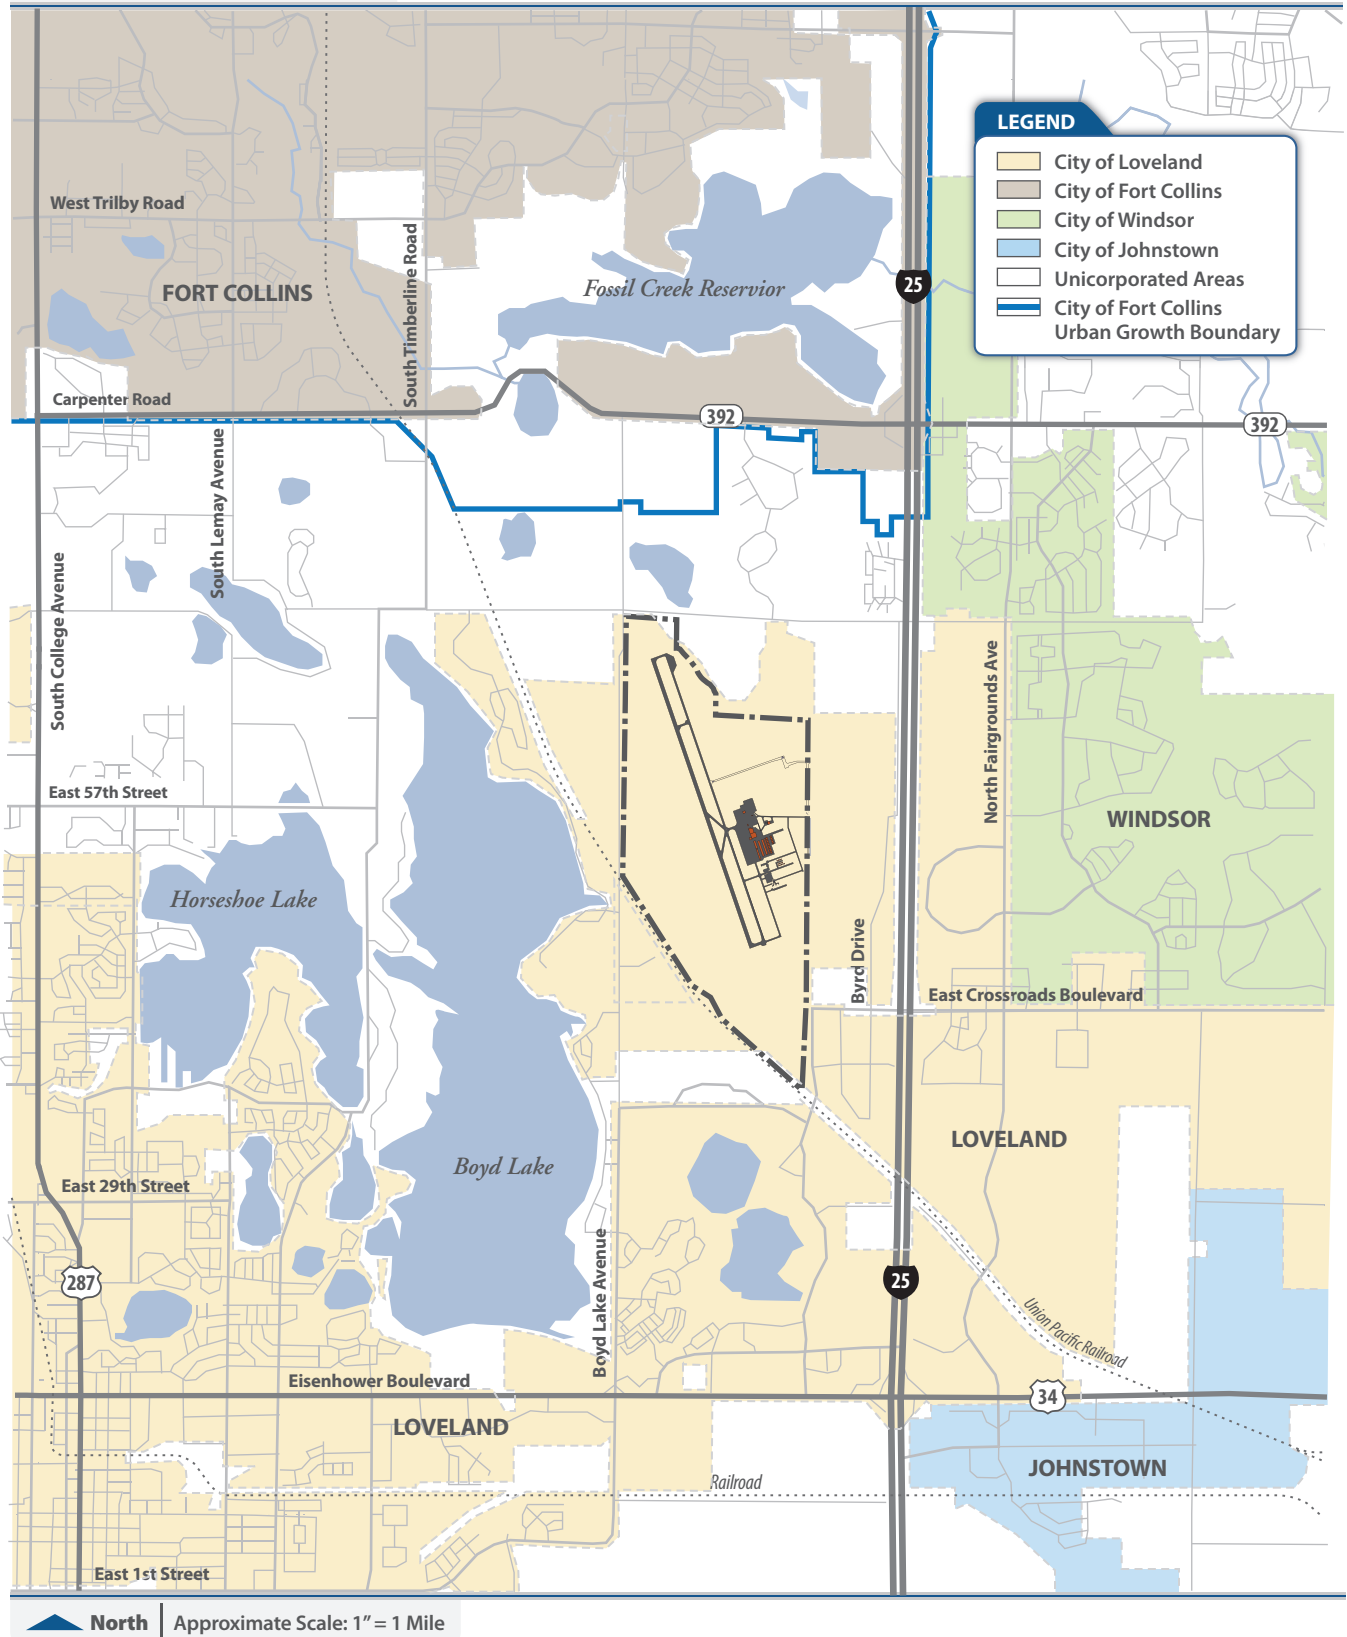 LEGEND
City of Loveland
City of Fort Collins
City of Windsor
City of Johnstown
Unicorporated Areas
City of Fort Collins
Urban Growth Boundary
West Trilby Road
South Timberline Road
FORT COLLINS
Fossil Creek Reservior
25
Carpenter Road
392
392
South Lemay Avenue
South College Avenue
North Fairgrounds Ave
East 57th Street
WINDSOR
Horseshoe Lake
Byrd Drive
East Crossroads Boulevard
LOVELAND
Boyd Lake
East 29th Street
Boyd Lake Avenue
287
25
Union Pacific Railroad
Eisenhower Boulevard
34
LOVELAND
JOHNSTOWN
Railroad
East 1st Street
North
Approximate Scale: 1” = 1 Mile